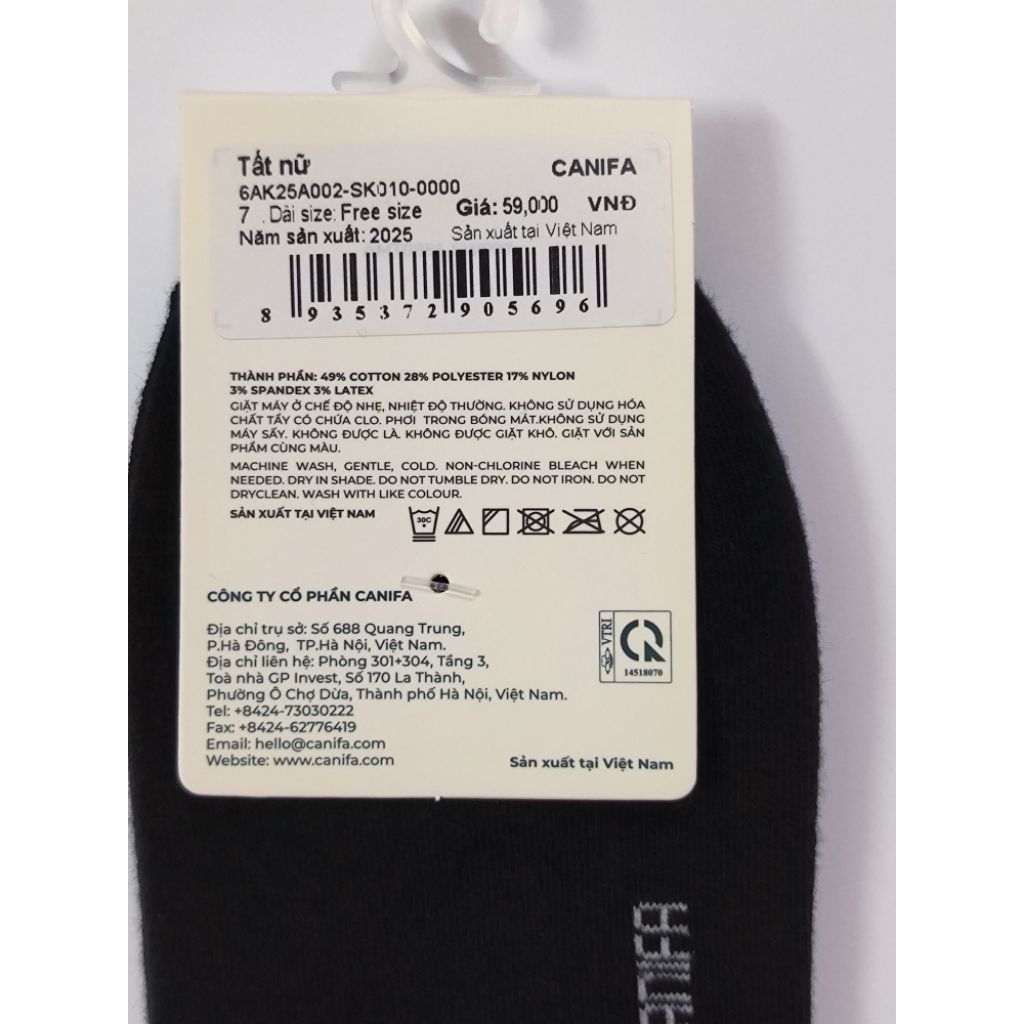 Tất nữ
CANIFA
6AK25A002-SK010-0000
7 . Dài size: Free size Giá: 59,000 VNĐ
Năm sản xuất: 2025 Sản xuất tại Việt Nam
8 935372 905696
THÀNH PHẦN: 49% COTTON 28% POLYESTER 17% NYLON
3% SPANDEX 3% LATEX
GIẶT MÁY Ở CHẾ ĐỘ NHẸ, NHIỆT ĐỘ THƯỜNG. KHÔNG SỬ DỤNG HÓA
CHẤT TẨY CÓ CHỨA CLO. PHƠI TRONG BÓNG MÁT.KHÔNG SỬ DỤNG
MÁY SẤY. KHÔNG ĐƯỢC LÀ. KHÔNG ĐƯỢC GIẶT KHÔ. GIẶT VỚI SẢN
PHẨM CÙNG MÀU.
MACHINE WASH, GENTLE, COLD. NON-CHLORINE BLEACH WHEN
NEEDED. DRY IN SHADE. DO NOT TUMBLE DRY. DO NOT IRON. DO NOT
DRYCLEAN. WASH WITH LIKE COLOUR.
SẢN XUẤT TẠI VIỆT NAM
30C
CÔNG TY CỔ PHẦN CANIFA
Địa chỉ trụ sở: Số 688 Quang Trung,
P.Hà Đông, TP.Hà Nội, Việt Nam.
Địa chỉ liên hệ: Phòng 301+304, Tầng 3,
Toà nhà GP Invest, Số 170 La Thành,
Phường Ô Chợ Dừa, Thành phố Hà Nội, Việt Nam.
Tel: +8424-73030222
Fax: +8424-62776419
Email: hello@canifa.com
Website: www.canifa.com
VTRI
CR
14518070
Sản xuất tại Việt Nam